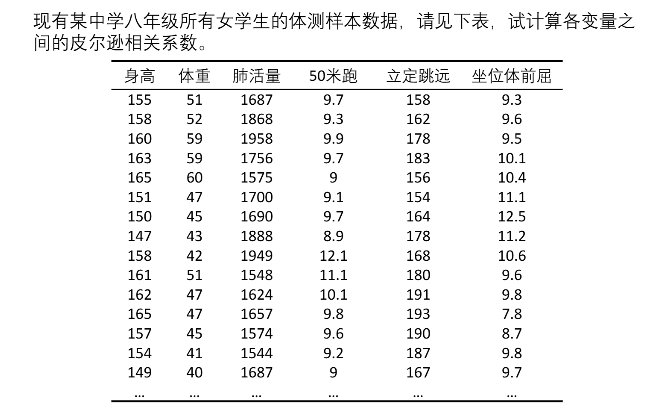 现有某中学八年级所有女学生的体测样本数据，请见下表，试计算各变量之
间的皮尔逊相关系数。
身高 体重 肺活量 50米跑 立定跳远 坐位体前屈
155 51 1687 9.7 158 9.3
158 52 1868 9.3 162 9.6
160 59 1958 9.9 178 9.5
163 59 1756 9.7 183 10.1
165 60 1575 9 156 10.4
151 47 1700 9.1 154 11.1
150 45 1690 9.7 164 12.5
147 43 1888 8.9 178 11.2
158 42 1949 12.1 168 10.6
161 51 1548 11.1 180 9.6
162 47 1624 10.1 191 9.8
165 47 1657 9.8 193 7.8
157 45 1574 9.6 190 8.7
154 41 1544 9.2 187 9.8
149 40 1687 9 167 9.7
... ... ... ... ... ...